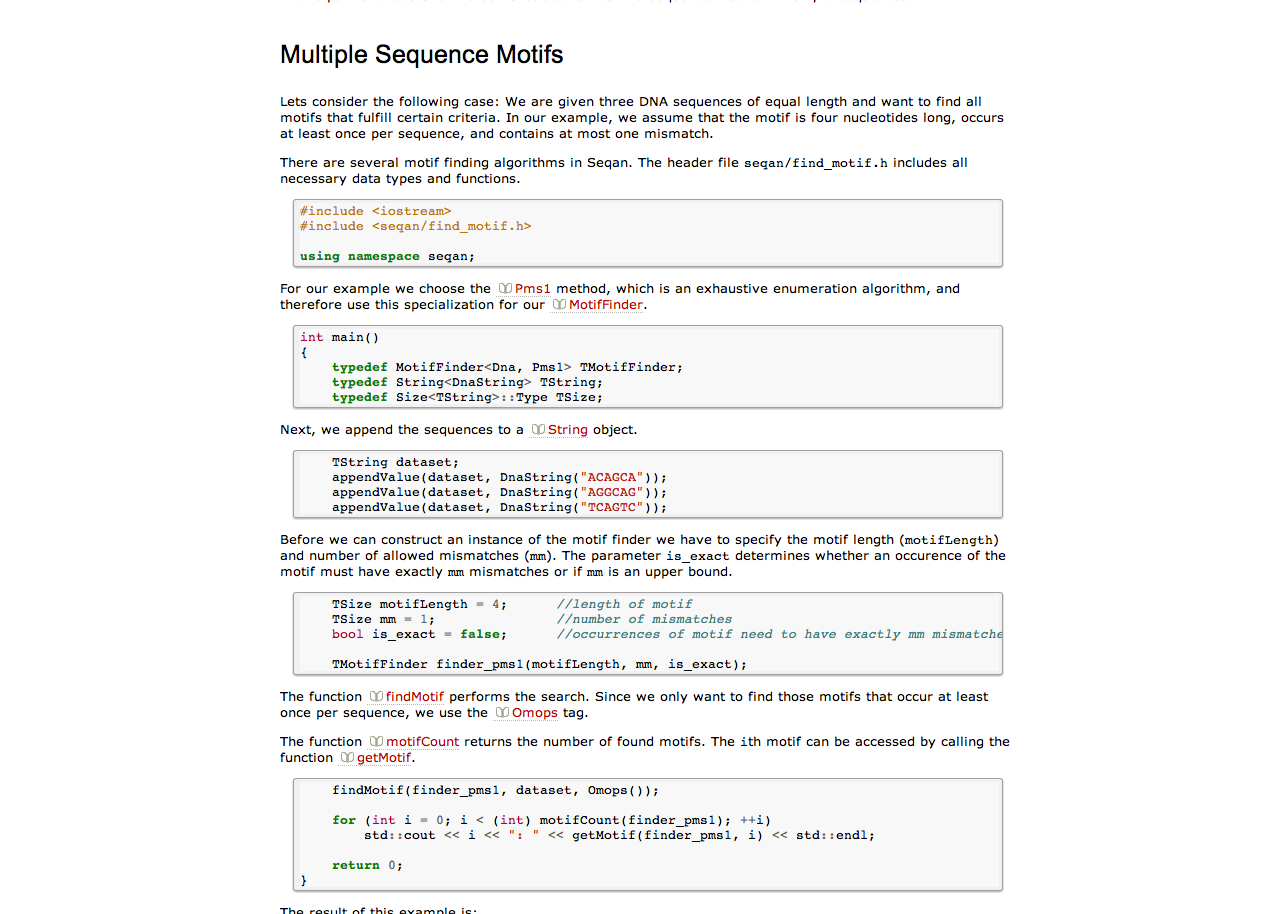 Multiple Sequence Motifs
Lets consider the following case: We are given three DNA sequences of equal length and want to find all
motifs that fulfill certain criteria. In our example, we assume that the motif is four nucleotides long, occurs
at least once per sequence, and contains at most one mismatch.
There are several motif finding algorithms in Seqan. The header file seqan/find_motif.h includes all
necessary data types and functions.
#include <iostream>
#include <seqan/find_motif.h>
using namespace seqan;
For our example we choose the Pms1 method, which is an exhaustive enumeration algorithm, and
therefore use this specialization for our MotifFinder.
int main()
{
typedef MotifFinder<Dna, Pms1> TMotifFinder;
typedef String<DnaString> TString;
typedef Size<TString>::Type TSize;
Next, we append the sequences to a String object.
TString dataset;
appendValue(dataset, DnaString("ACAGCA"));
appendValue(dataset, DnaString("AGGCAG"));
appendValue(dataset, DnaString("TCAGTC"));
Before we can construct an instance of the motif finder we have to specify the motif length (motifLength)
and number of allowed mismatches (mm). The parameter is_exact determines whether an occurence of the
motif must have exactly mm mismatches or if mm is an upper bound.
TSize motifLength = 4; //length of motif
TSize mm = 1; //number of mismatches
bool is_exact = false; //occurrences of motif need to have exactly mm mismatche
TMotifFinder finder_pms1(motifLength, mm, is_exact);
The function findMotif performs the search. Since we only want to find those motifs that occur at least
once per sequence, we use the Omops tag.
The function motifCount returns the number of found motifs. The ith motif can be accessed by calling the
function getMotif.
findMotif(finder_pms1, dataset, Omops());
for (int i = 0; i < (int) motifCount(finder_pms1); ++i)
std::cout << i << ": " << getMotif(finder_pms1, i) << std::endl;
return 0;
}
The result of this example is: